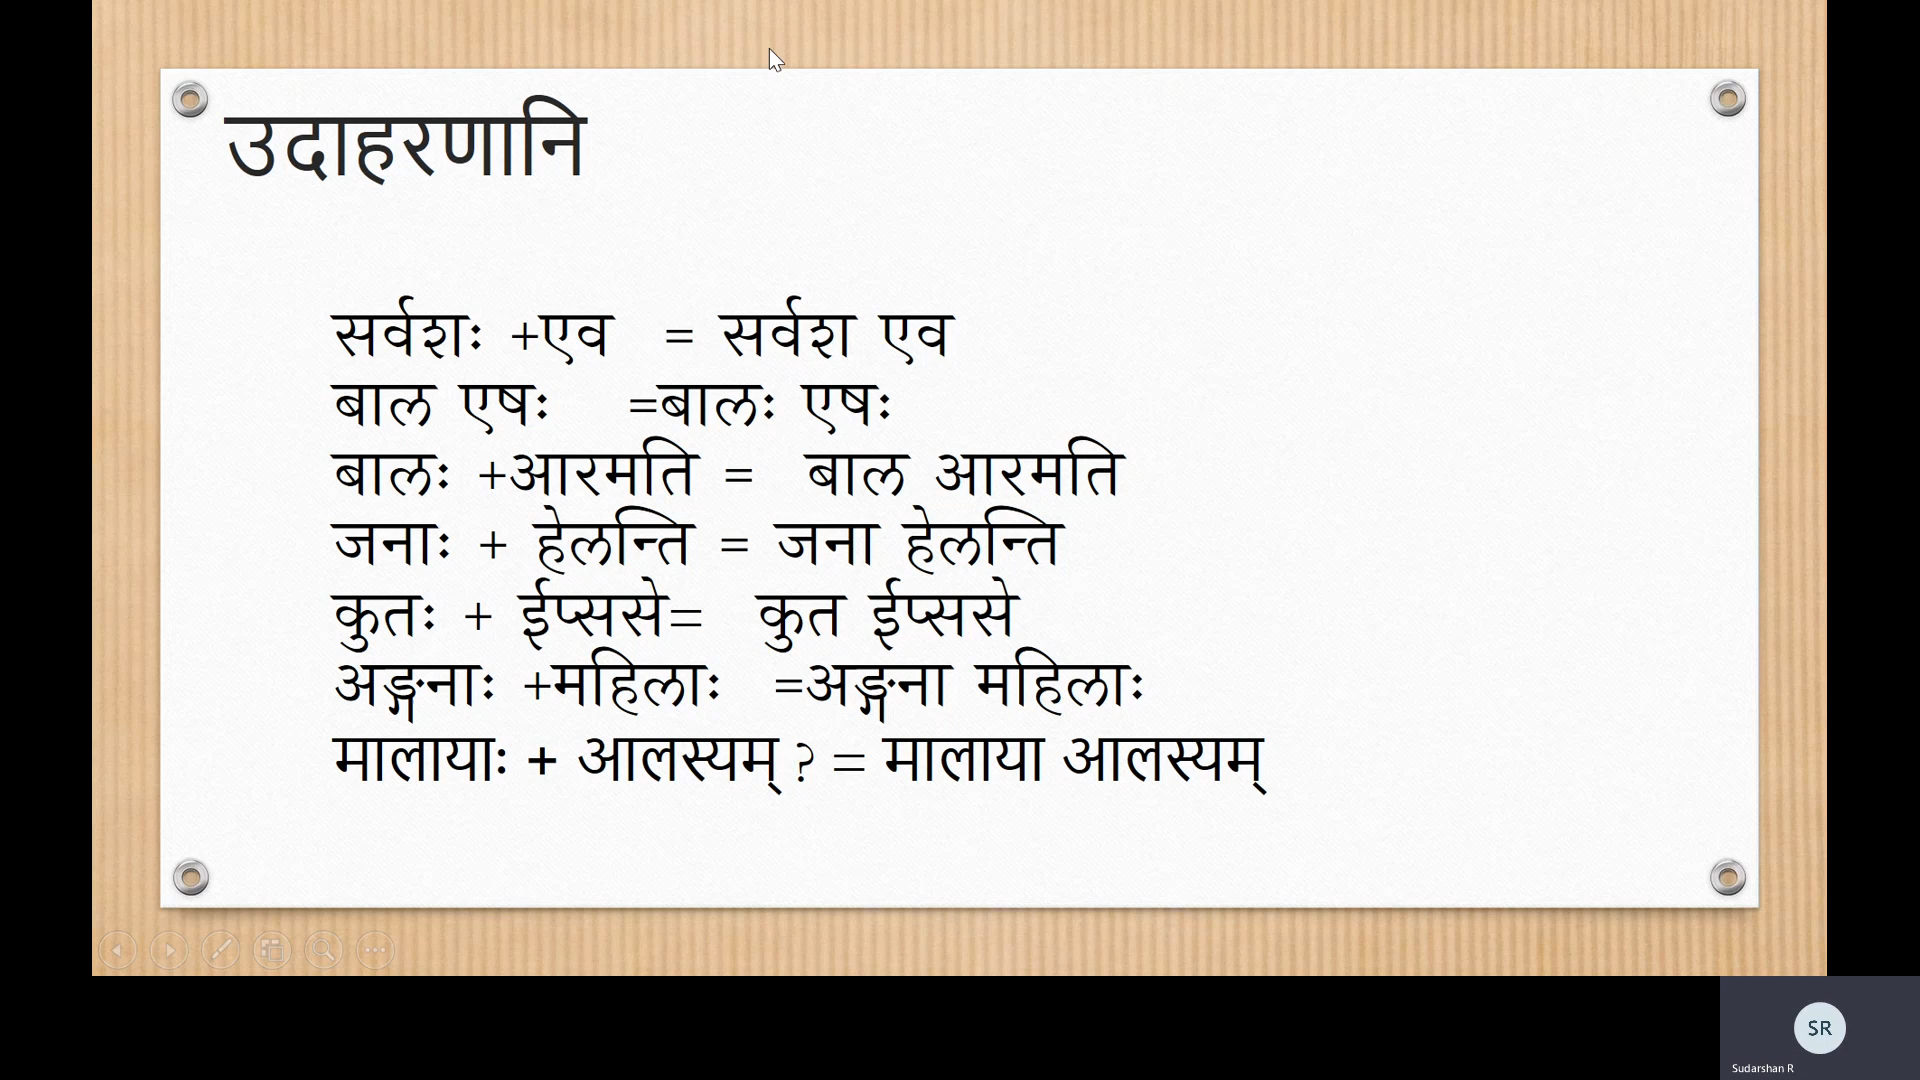 उदाहरणानि
सर्वशः +एव = सर्वश एव
बाल एषः =बालः एषः
बालः +आरमति = बाल आरमति
जनाः + हेलन्ति = जना हेलन्ति
कुतः + ईप्ससे= कुत ईप्ससे
अङ्गनाः +महिलाः =अङ्गना महिलाः
मालायाः + आलस्यम् ? = मालाया आलस्यम्
SR
Sudarshan R